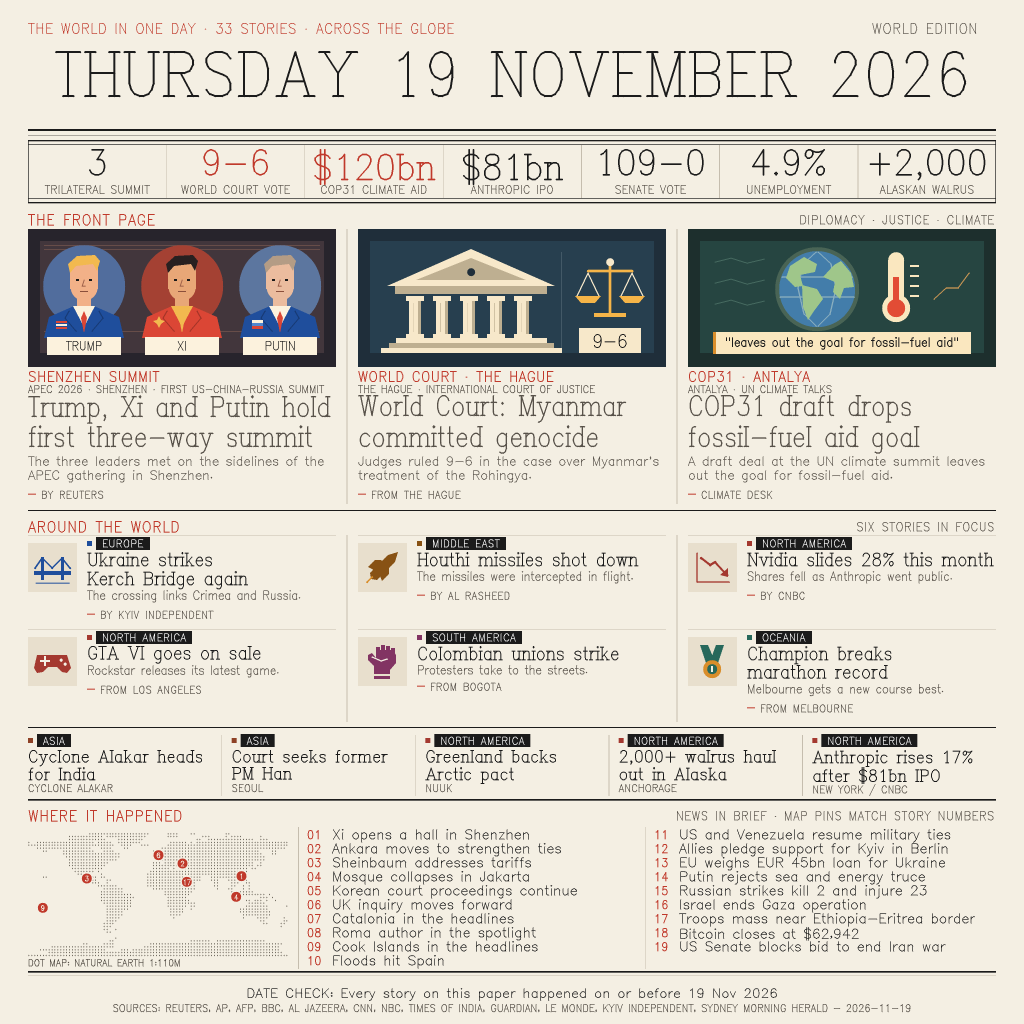 THE WORLD IN ONE DAY · 33 STORIES · ACROSS THE GLOBE
WORLD EDITION
THURSDAY 19 NOVEMBER 2026
3
TRILATERAL SUMMIT
9–6
WORLD COURT VOTE
$120bn
COP31 CLIMATE AID
$81bn
ANTHROPIC IPO
109–0
SENATE VOTE
4.9%
UNEMPLOYMENT
+2,000
ALASKAN WALRUS
THE FRONT PAGE
DIPLOMACY · JUSTICE · CLIMATE
TRUMP
XI
PUTIN
SHENZHEN SUMMIT
APEC 2026 · SHENZHEN · FIRST US–CHINA–RUSSIA SUMMIT
Trump, Xi and Putin hold
first three–way summit
The three leaders met on the sidelines of the
APEC gathering in Shenzhen.
— BY REUTERS
9–6
WORLD COURT · THE HAGUE
THE HAGUE · INTERNATIONAL COURT OF JUSTICE
World Court: Myanmar
committed genocide
Judges ruled 9–6 in the case over Myanmar's
treatment of the Rohingya.
— FROM THE HAGUE
"leaves out the goal for fossil–fuel aid"
COP31 · ANTALYA
ANTALYA · UN CLIMATE TALKS
COP31 draft drops
fossil–fuel aid goal
A draft deal at the UN climate summit leaves
out the goal for fossil–fuel aid.
— CLIMATE DESK
AROUND THE WORLD
SIX STORIES IN FOCUS
EUROPE
Ukraine strikes
Kerch Bridge again
The crossing links Crimea and Russia.
— BY KYIV INDEPENDENT
MIDDLE EAST
Houthi missiles shot down
The missiles were intercepted in flight.
— BY AL RASHEED
NORTH AMERICA
Nvidia slides 28% this month
Shares fell as Anthropic went public.
— BY CNBC
NORTH AMERICA
GTA VI goes on sale
Rockstar releases its latest game.
— FROM LOS ANGELES
SOUTH AMERICA
Colombian unions strike
Protesters take to the streets.
— FROM BOGOTA
OCEANIA
Champion breaks
marathon record
Melbourne gets a new course best.
— FROM MELBOURNE
ASIA
Cyclone Alakar heads
for India
CYCLONE ALAKAR
ASIA
Court seeks former
PM Han
SEOUL
NORTH AMERICA
Greenland backs
Arctic pact
NUUK
NORTH AMERICA
2,000+ walrus haul
out in Alaska
ANCHORAGE
NORTH AMERICA
Anthropic rises 17%
after $81bn IPO
NEW YORK / CNBC
WHERE IT HAPPENED
NEWS IN BRIEF · MAP PINS MATCH STORY NUMBERS
6
2
3
17
1
4
9
DOT MAP: NATURAL EARTH 1:110M
01 Xi opens a hall in Shenzhen
02 Ankara moves to strengthen ties
03 Sheinbaum addresses tariffs
04 Mosque collapses in Jakarta
05 Korean court proceedings continue
06 UK inquiry moves forward
07 Catalonia in the headlines
08 Roma author in the spotlight
09 Cook Islands in the headlines
10 Floods hit Spain
11 US and Venezuela resume military ties
12 Allies pledge support for Kyiv in Berlin
13 EU weighs EUR 45bn loan for Ukraine
14 Putin rejects sea and energy truce
15 Russian strikes kill 2 and injure 23
16 Israel ends Gaza operation
17 Troops mass near Ethiopia–Eritrea border
18 Bitcoin closes at $62,942
19 US Senate blocks bid to end Iran war
DATE CHECK: Every story on this paper happened on or before 19 Nov 2026
SOURCES: REUTERS, AP, AFP, BBC, AL JAZEERA, CNN, NBC, TIMES OF INDIA, GUARDIAN, LE MONDE, KYIV INDEPENDENT, SYDNEY MORNING HERALD — 2026–11–19